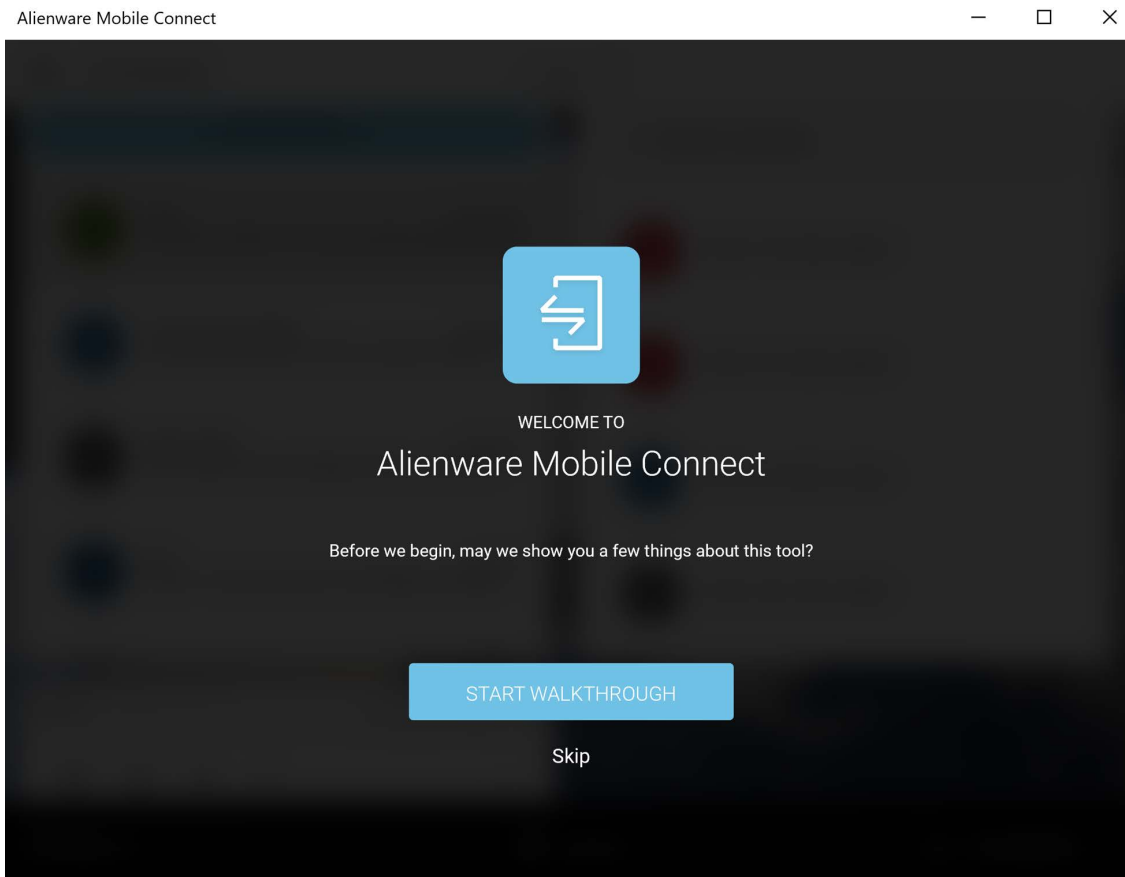 Alienware Mobile Connect
WELCOME TO
Alienware Mobile Connect
Before we begin, may we show you a few things about this tool?
START WALKTHROUGH
Skip